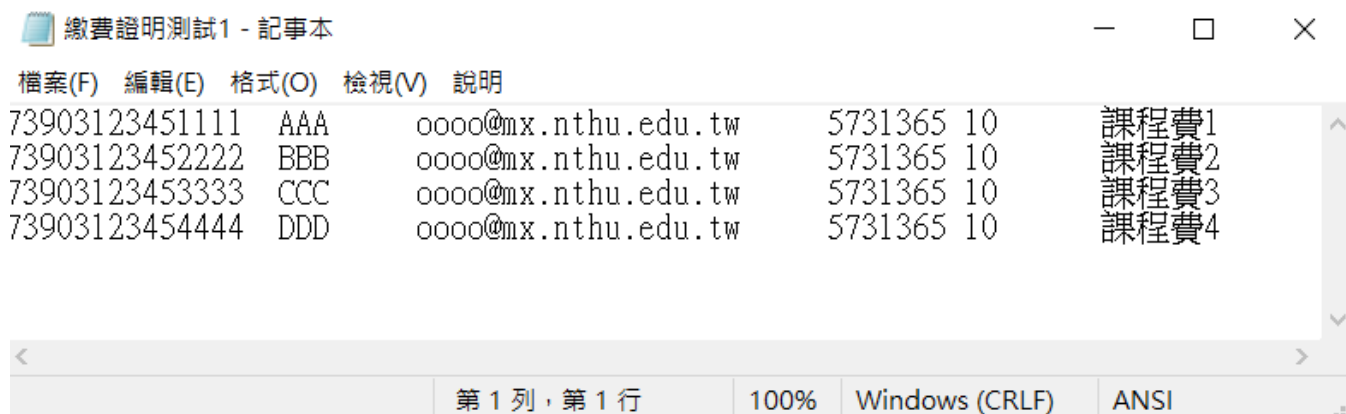 繳費證明測試1 - 記事本
檔案(F) 編輯(E) 格式(O) 檢視(V) 說明
73903123451111 AAA oooo@mx.nthu.edu.tw 5731365 10 課程費1
73903123452222 BBB oooo@mx.nthu.edu.tw 5731365 10 課程費2
73903123453333 CCC oooo@mx.nthu.edu.tw 5731365 10 課程費3
73903123454444 DDD oooo@mx.nthu.edu.tw 5731365 10 課程費4
第 1 列，第 1 行 100% Windows (CRLF) ANSI